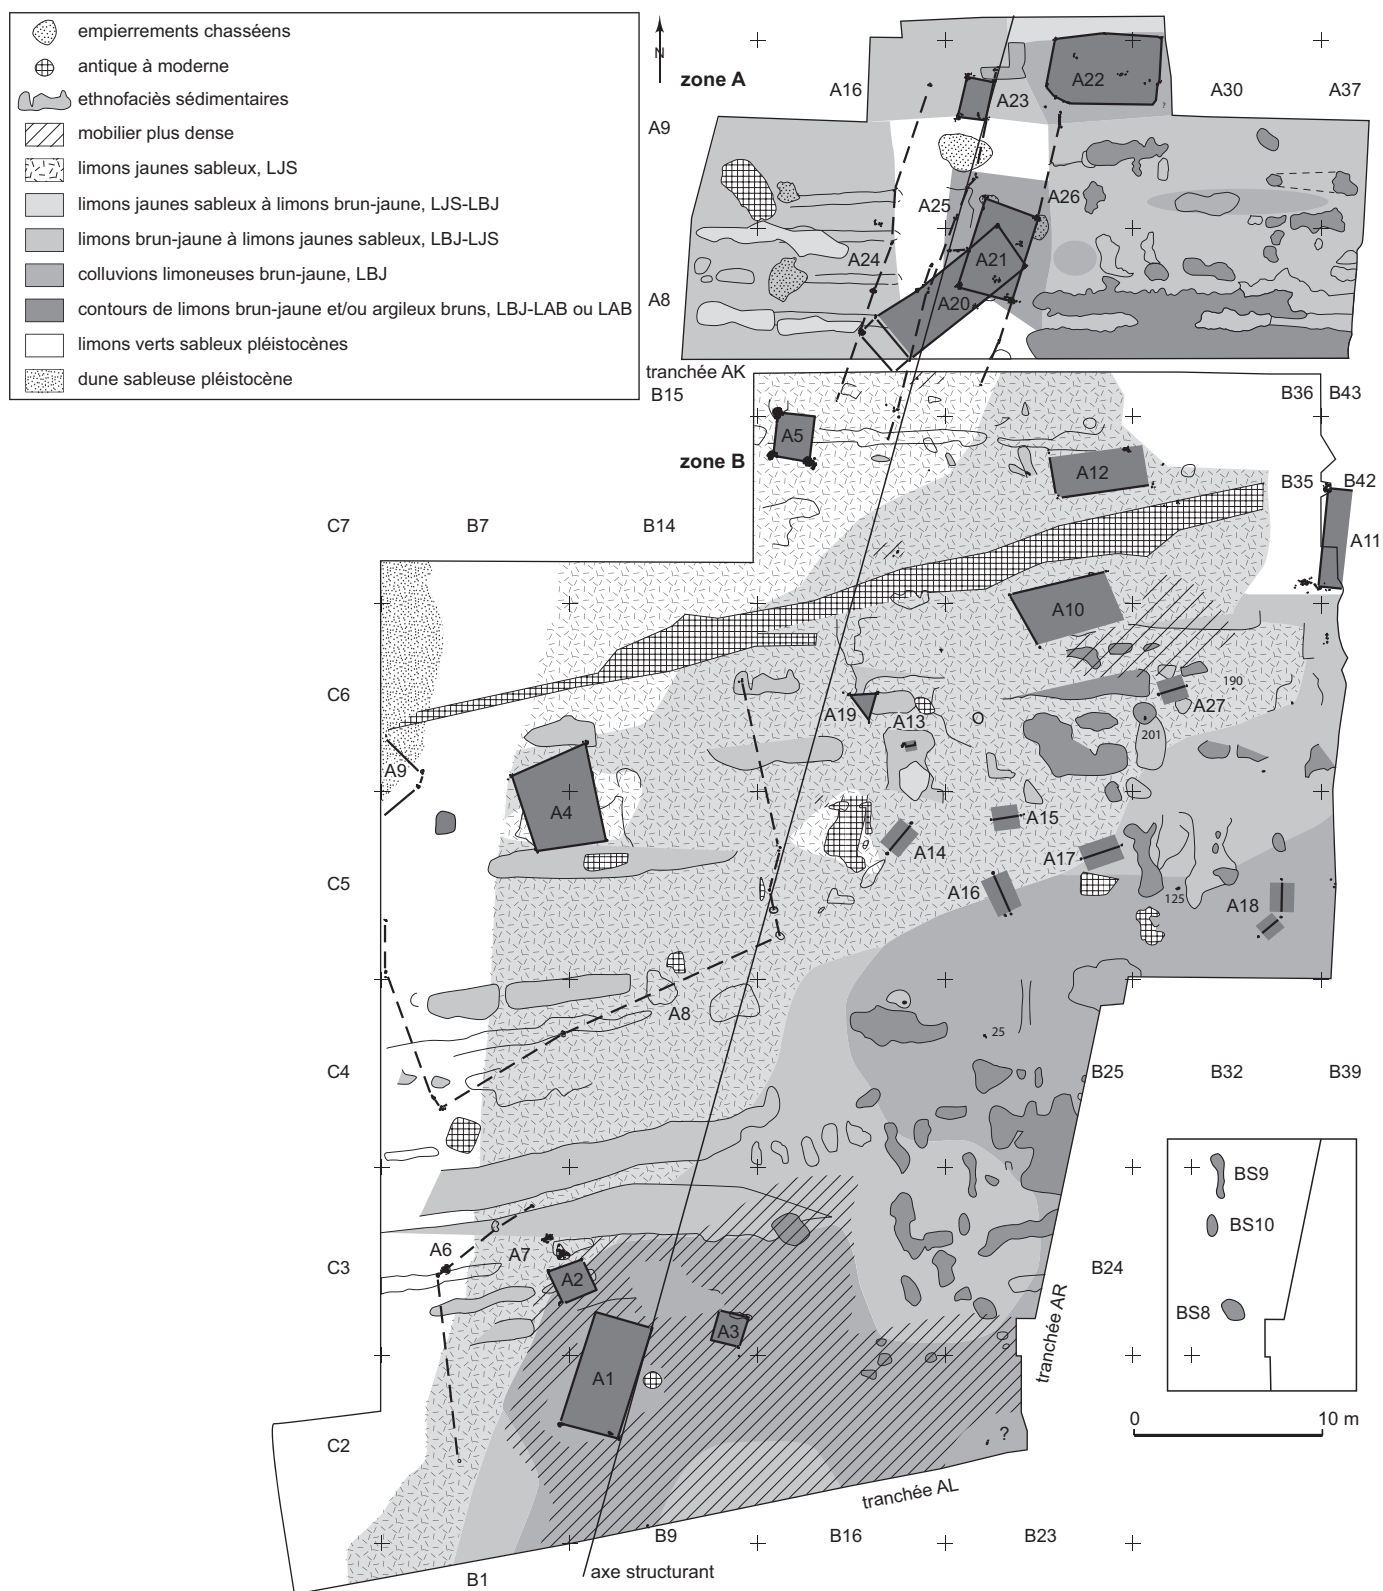 empierrements chasséens
antique à moderne
ethnofaciès sédimentaires
mobilier plus dense
limons jaunes sableux, LJS
limons jaunes sableux à limons brun-jaune, LJS-LBJ
limons brun-jaune à limons jaunes sableux, LBJ-LJS
colluvions limoneuses brun-jaune, LBJ
contours de limons brun-jaune et/ou argileux bruns, LBJ-LAB ou LAB
limons verts sableux pléistocènes
dune sableuse pléistocène
N
zone A
A16
A23
A22
A30
A37
A9
A25
A26
A24
A21
A8
A20
tranchée AK
B15
B36
B43
A5
zone B
A12
B35
B42
C7
B7
B14
A11
A10
C6
190
A27
A19
A13
201
A9
A4
A15
A14
A17
C5
A16
125
A18
A8
25
C4
B25
B32
B39
BS9
BS10
A6
A7
C3
A2
B24
BS8
A3
tranchée AR
A1
0
10 m
C2
?
tranchée AL
B9
B16
B23
axe structurant
B1